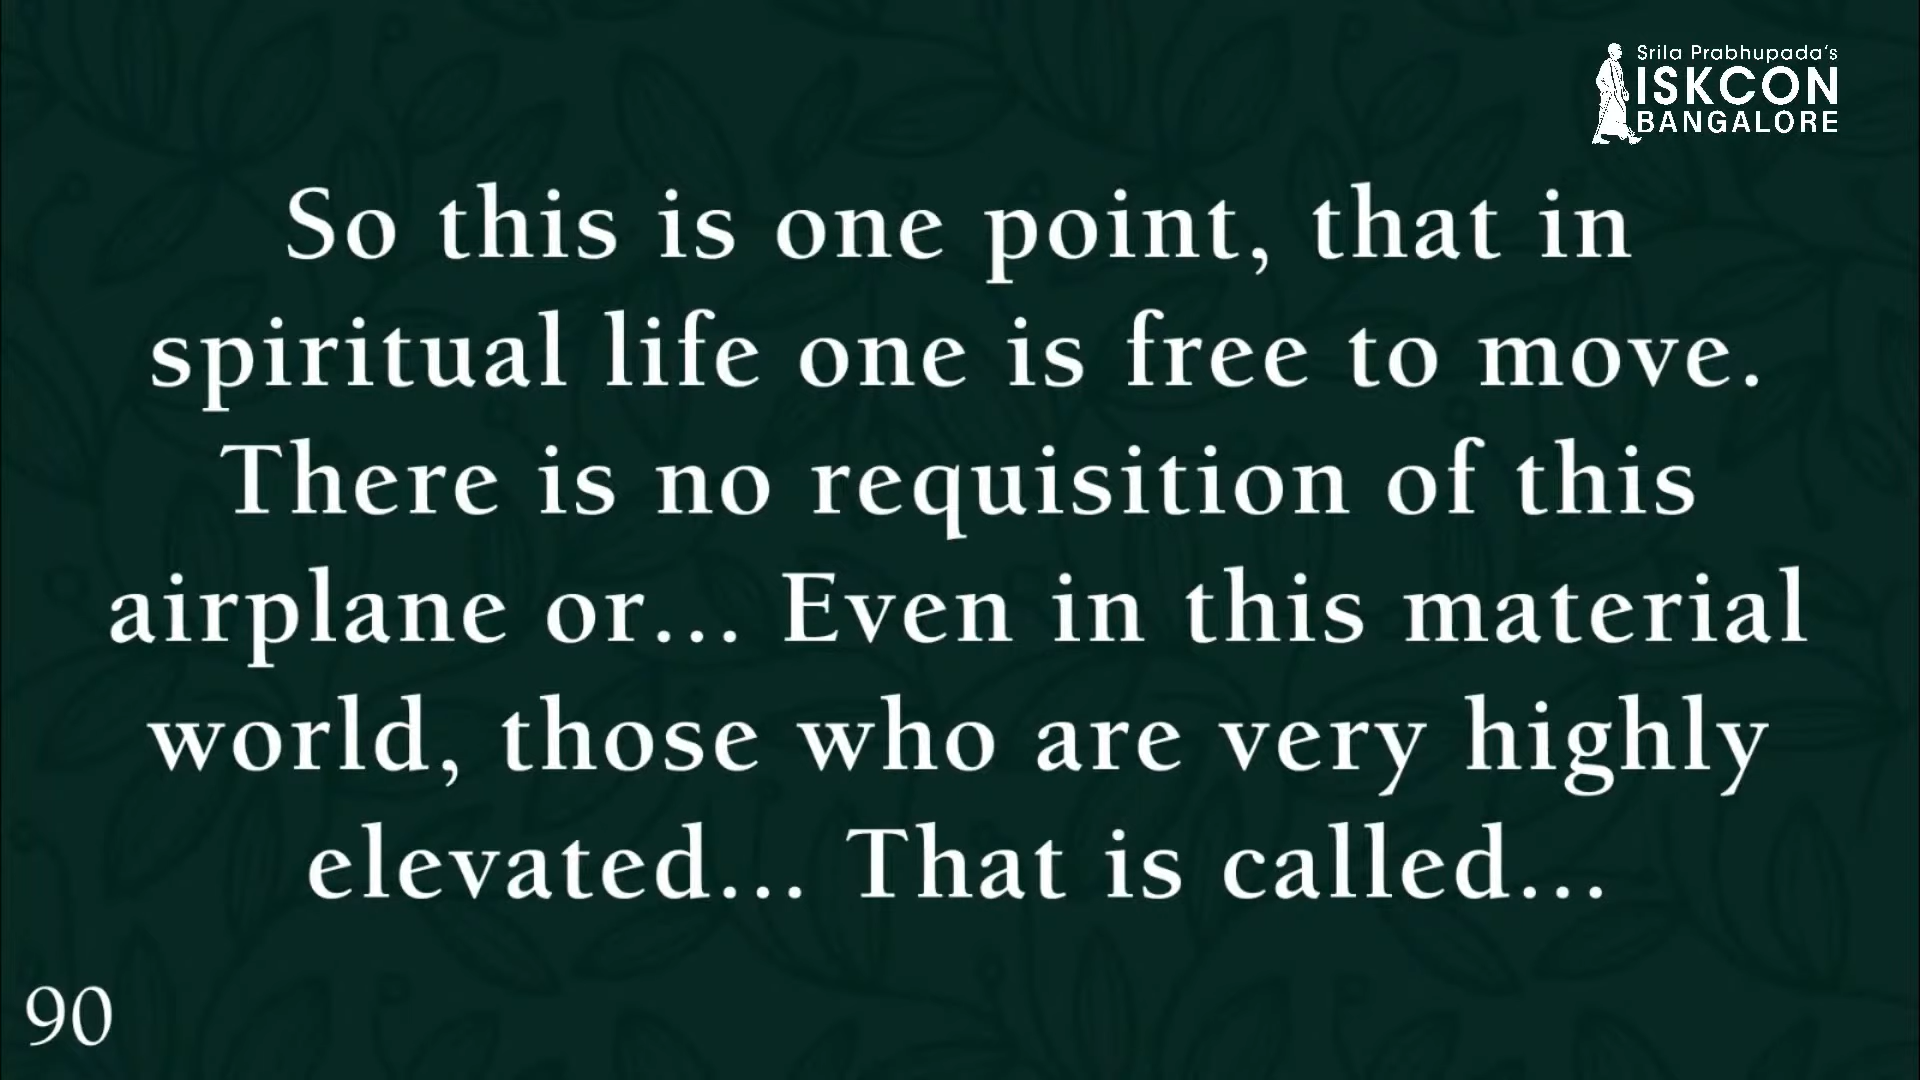 Srila Prabhupada's
ISKCON
BANGALORE
So this is one point, that in
spiritual life one is free to move.
There is no requisition of this
airplane or... Even in this material
world, those who are very highly
elevated... That is called...
90